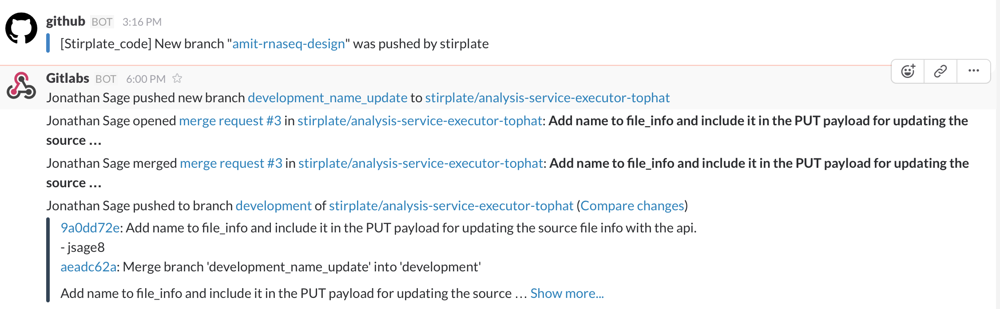 github BOT 3:16 PM
[Stirplate_code] New branch "amit-rnaseq-design" was pushed by stirplate
Gitlabs BOT 6:00 PM
Jonathan Sage pushed new branch development_name_update to stirplate/analysis-service-executor-tophat
Jonathan Sage opened merge request #3 in stirplate/analysis-service-executor-tophat: Add name to file_info and include it in the PUT payload for updating the
source …
Jonathan Sage merged merge request #3 in stirplate/analysis-service-executor-tophat: Add name to file_info and include it in the PUT payload for updating the
source …
Jonathan Sage pushed to branch development of stirplate/analysis-service-executor-tophat (Compare changes)
9a0dd72e: Add name to file_info and include it in the PUT payload for updating the source file info with the api.
- jsage8
aeadc62a: Merge branch 'development_name_update' into 'development'
Add name to file_info and include it in the PUT payload for updating the source … Show more...